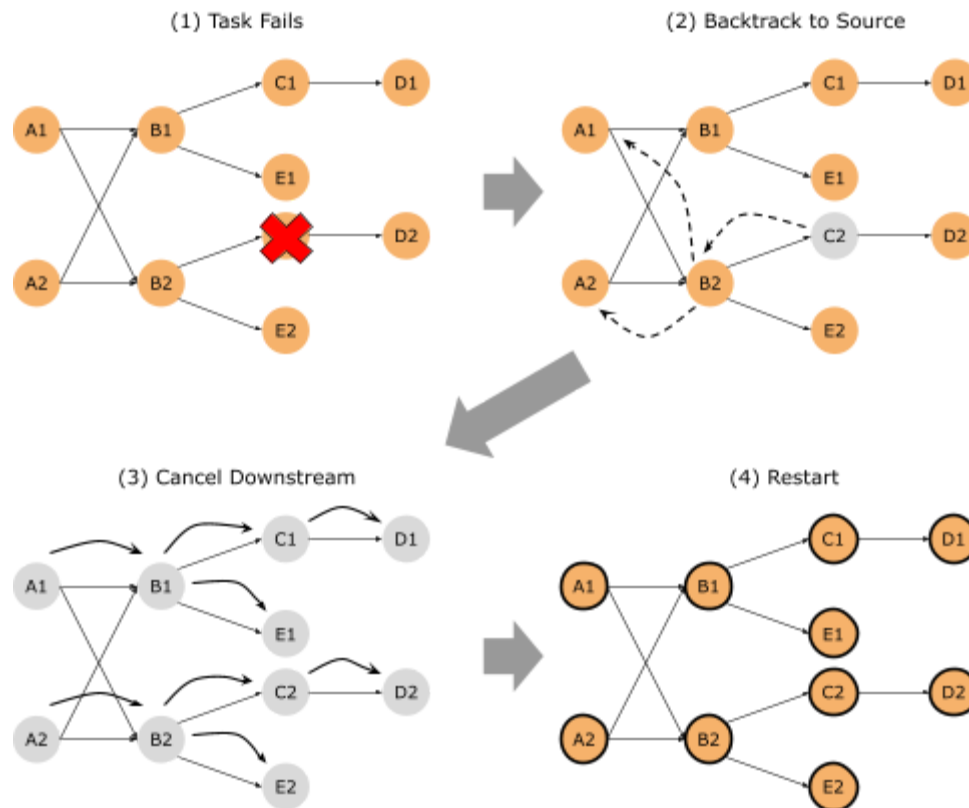 (1) Task Fails
(2) Backtrack to Source
C1
D1
A1
B1
E1
D2
A2
B2
E2
C1
D1
A1
B1
E1
C2
D2
A2
B2
E2
(3) Cancel Downstream
(4) Restart
C1
D1
A1
B1
E1
C2
D2
A2
B2
E2
C1
D1
A1
B1
E1
C2
D2
A2
B2
E2